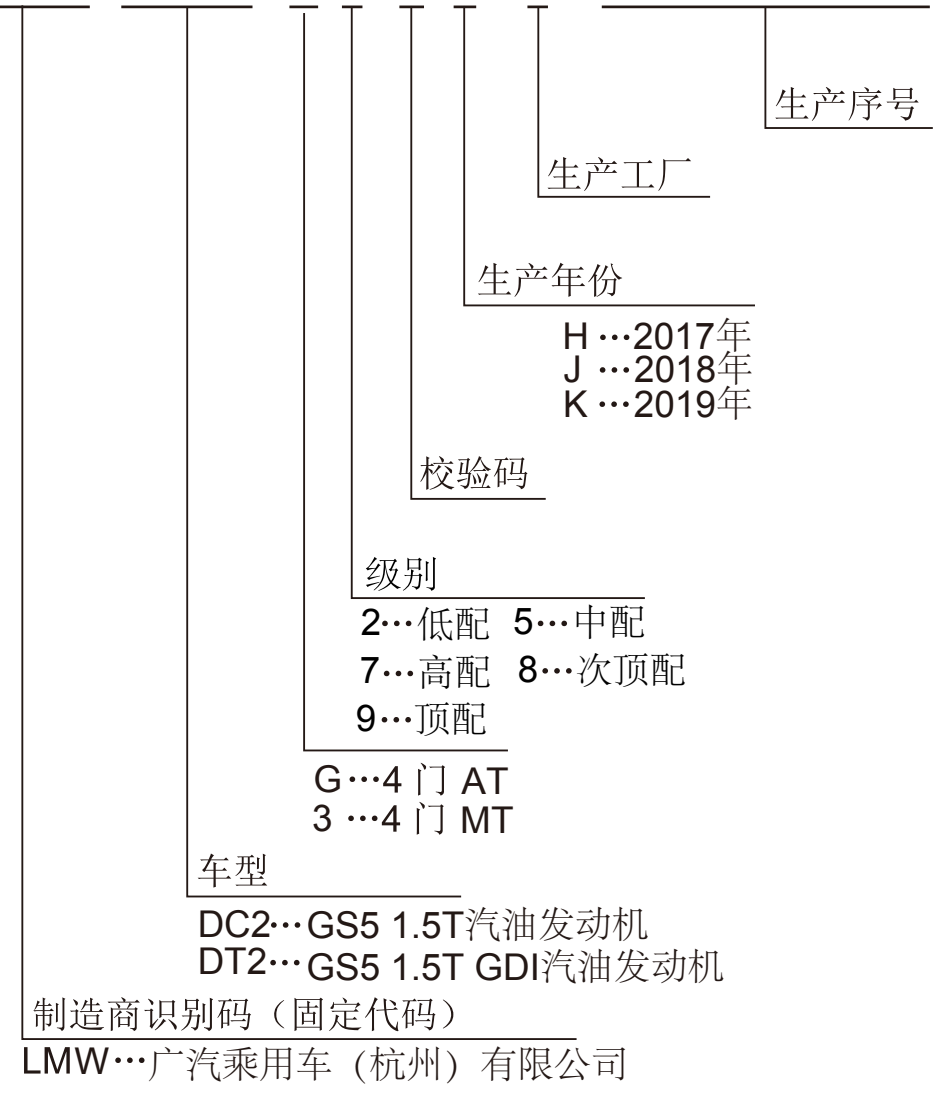 生产序号
生产工厂
生产年份
H …2017年
J …2018年
K …2019年
校验码
级别
2…低配 5…中配
7…高配 8…次顶配
9…顶配
G…4 门 AT
3 …4 门 MT
车型
DC2…GS5 1.5T汽油发动机
DT2…GS5 1.5T GDI汽油发动机
制造商识别码（固定代码）
LMW…广汽乘用车（杭州）有限公司